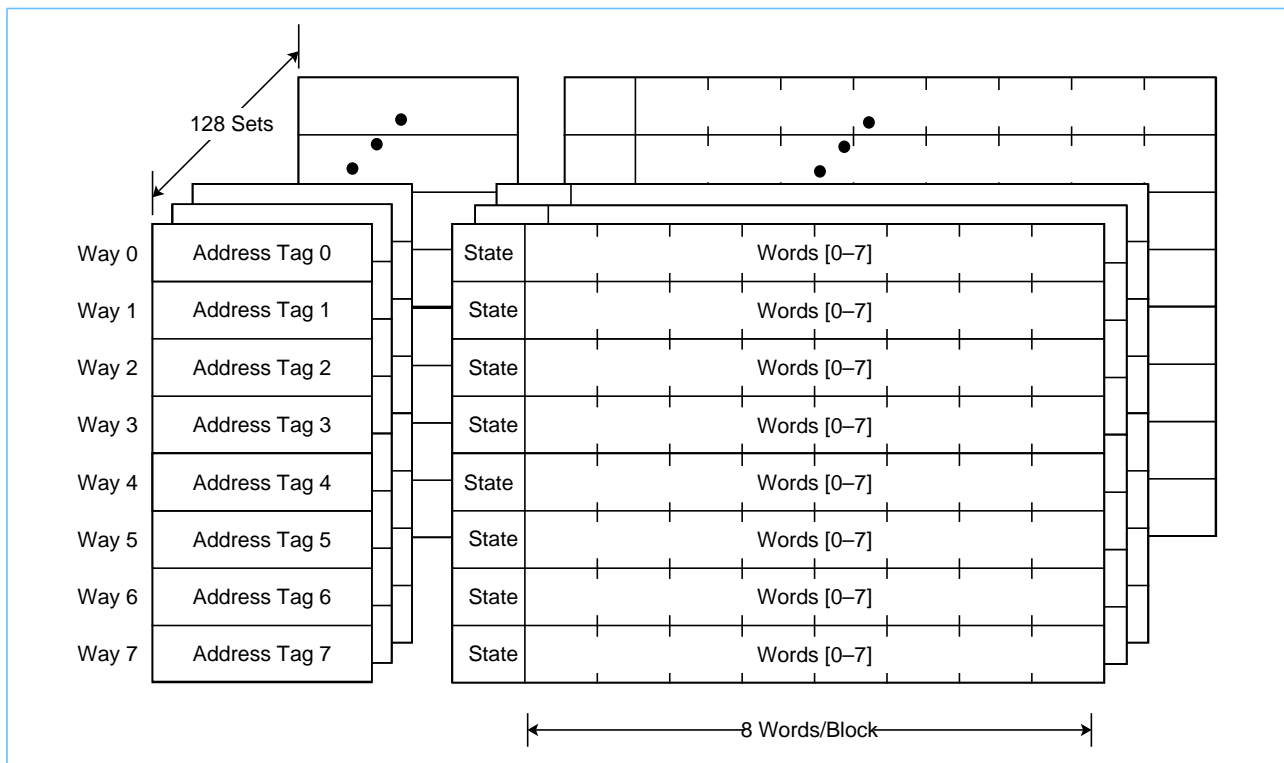 128 Sets
Way 0 Address Tag 0 State Words [0–7]
Way 1 Address Tag 1 State Words [0–7]
Way 2 Address Tag 2 State Words [0–7]
Way 3 Address Tag 3 State Words [0–7]
Way 4 Address Tag 4 State Words [0–7]
Way 5 Address Tag 5 State Words [0–7]
Way 6 Address Tag 6 State Words [0–7]
Way 7 Address Tag 7 State Words [0–7]
8 Words/Block